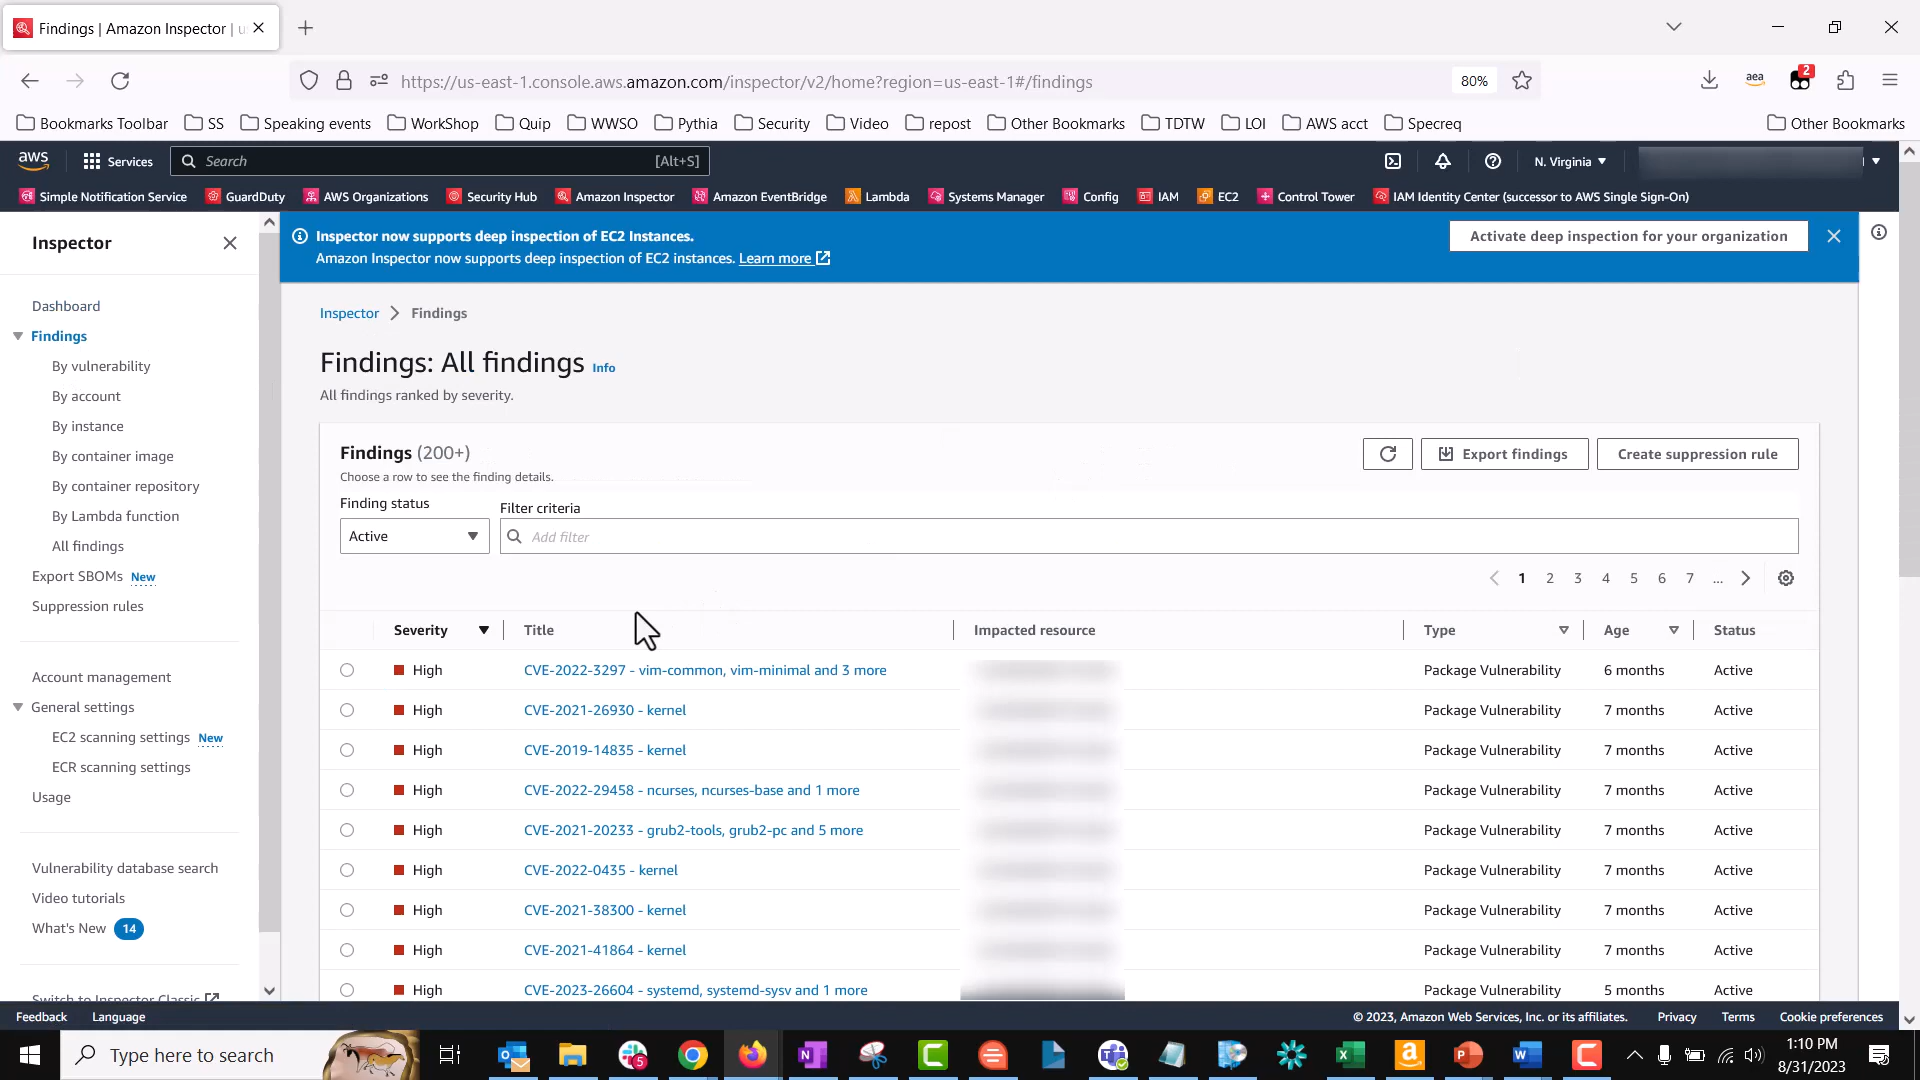 Findings | Amazon Inspector | us
https://us-east-1.console.aws.amazon.com/inspector/v2/home?region=us-east-1#/findings
80%
aea
2
Bookmarks Toolbar SS Speaking events WorkShop Quip WWSO Pythia Security Video repost Other Bookmarks TDTW LOI AWS acct Specreq Other Bookmarks
aws Services Search [Alt+S] N. Virginia
Simple Notification Service GuardDuty AWS Organizations Security Hub Amazon Inspector Amazon EventBridge Lambda Systems Manager Config IAM EC2 Control Tower IAM Identity Center (successor to AWS Single Sign-On)
Inspector
Dashboard
Findings
By vulnerability
By account
By instance
By container image
By container repository
By Lambda function
All findings
Export SBOMs New
Suppression rules
Account management
General settings
EC2 scanning settings New
ECR scanning settings
Usage
Vulnerability database search
Video tutorials
What's New 14
Switch to Inspector Classic
Inspector now supports deep inspection of EC2 Instances.
Amazon Inspector now supports deep inspection of EC2 instances. Learn more
Activate deep inspection for your organization
Inspector > Findings
Findings: All findings Info
All findings ranked by severity.
Findings (200+)
Choose a row to see the finding details.
Export findings
Create suppression rule
Finding status
Active
Filter criteria
Add filter
1 2 3 4 5 6 7 ...
Severity Title Impacted resource Type Age Status
High CVE-2022-3297 - vim-common, vim-minimal and 3 more Package Vulnerability 6 months Active
High CVE-2021-26930 - kernel Package Vulnerability 7 months Active
High CVE-2019-14835 - kernel Package Vulnerability 7 months Active
High CVE-2022-29458 - ncurses, ncurses-base and 1 more Package Vulnerability 7 months Active
High CVE-2021-20233 - grub2-tools, grub2-pc and 5 more Package Vulnerability 7 months Active
High CVE-2022-0435 - kernel Package Vulnerability 7 months Active
High CVE-2021-38300 - kernel Package Vulnerability 7 months Active
High CVE-2021-41864 - kernel Package Vulnerability 7 months Active
High CVE-2023-26604 - systemd, systemd-sysv and 1 more Package Vulnerability 5 months Active
Feedback Language © 2023, Amazon Web Services, Inc. or its affiliates. Privacy Terms Cookie preferences
Type here to search
5
1:10 PM
8/31/2023